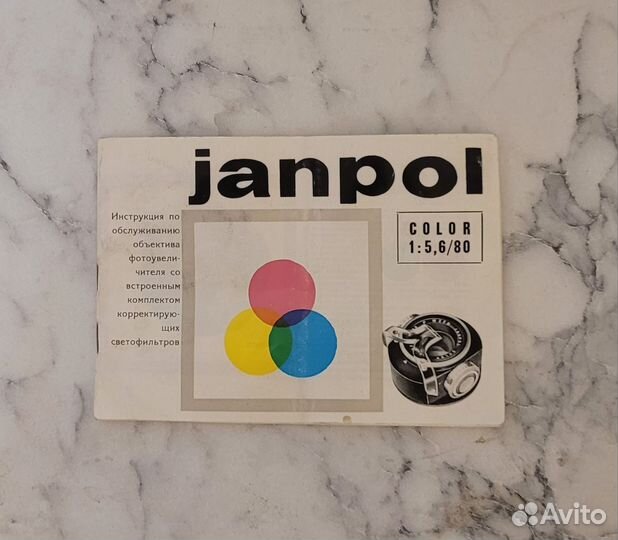 janpol
Инструкция по
обслуживанию
объектива
фотоувели-
чителя со
встроенным
комплектом
корректирую-
щих
светофильтров
COLOR
1:5,6/80
Avito